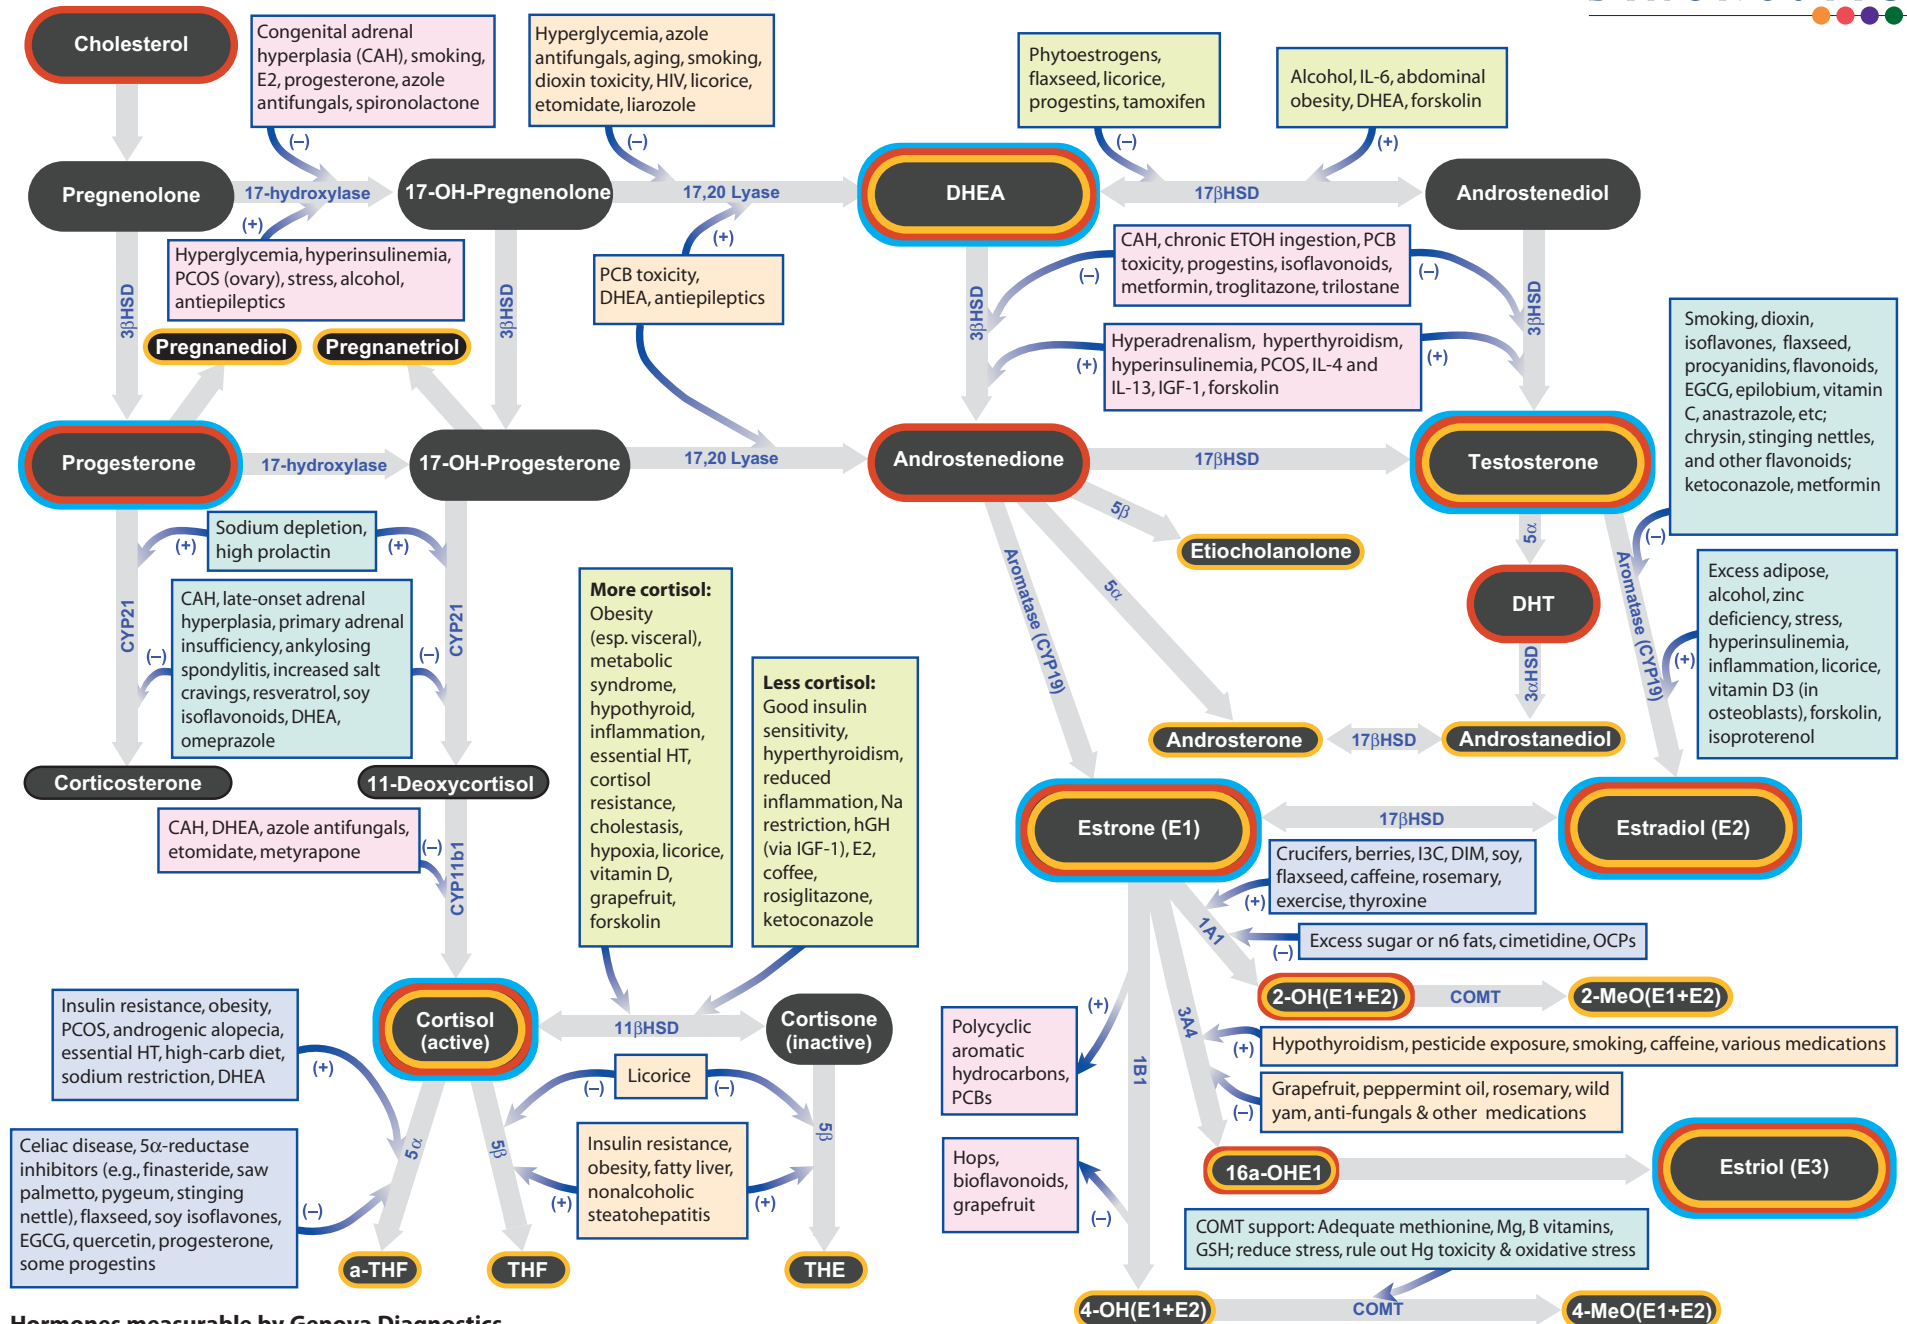 Cholesterol
Congenital adrenal
hyperplasia (CAH), smoking,
E2, progesterone, azole
antifungals, spironolactone
Hyperglycemia, azole
antifungals, aging, smoking,
dioxin toxicity, HIV, licorice,
etomidate, liarozole
Phytoestrogens,
flaxseed, licorice,
progestins, tamoxifen
Alcohol, IL-6, abdominal
obesity, DHEA, forskolin
(–)
(–)
(–)
(+)
Pregnenolone
17-hydroxylase
17-OH-Pregnenolone
17,20 Lyase
DHEA
17βHSD
Androstenediol
(+)
(+)
Hyperglycemia, hyperinsulinemia,
PCOS (ovary), stress, alcohol,
antiepileptics
PCB toxicity,
DHEA, antiepileptics
CAH, chronic ETOH ingestion, PCB
toxicity, progestins, isoflavonoids,
metformin, troglitazone, trilostane
(–)
(–)
3βHSD
3βHSD
3βHSD
3βHSD
Hyperadrenalism, hyperthyroidism,
hyperinsulinemia, PCOS, IL-4 and
IL-13, IGF-1, forskolin
(+)
(+)
Smoking, dioxin,
isoflavones, flaxseed,
procyanidins, flavonoids,
EGCG, epilobium, vitamin
C, anastrazole, etc;
chrysin, stinging nettles,
and other flavonoids;
ketoconazole, metformin
Pregnanediol
Pregnanetriol
Progesterone
17-hydroxylase
17-OH-Progesterone
17,20 Lyase
Androstenedione
17βHSD
Testosterone
Sodium depletion,
high prolactin
(+)
(+)
5β
Etiocholanolone
5α
(–)
Excess adipose,
alcohol, zinc
deficiency, stress,
hyperinsulinemia,
inflammation, licorice,
vitamin D3 (in
osteoblasts), forskolin,
isoproterenol
(+)
CYP21
CAH, late-onset adrenal
hyperplasia, primary adrenal
insufficiency, ankylosing
spondylitis, increased salt
cravings, resveratrol, soy
isoflavonoids, DHEA,
omeprazole
(–)
(–)
CYP21
More cortisol:
Obesity
(esp. visceral),
metabolic
syndrome,
hypothyroid,
inflammation,
essential HT,
cortisol
resistance,
cholestasis,
hypoxia, licorice,
vitamin D,
grapefruit,
forskolin
Less cortisol:
Good insulin
sensitivity,
hyperthyroidism,
reduced
inflammation, Na
restriction, hGH
(via IGF-1), E2,
coffee,
rosiglitazone,
ketoconazole
Aromatase (CYP19)
5α
DHT
Aromatase (CYP19)
3αHSD
Androsterone
17βHSD
Androstanediol
Corticosterone
11-Deoxycortisol
CAH, DHEA, azole antifungals,
etomidate, metyrapone
(–)
CYP11b1
Estrone (E1)
17βHSD
Estradiol (E2)
Crucifers, berries, I3C, DIM, soy,
flaxseed, caffeine, rosemary,
exercise, thyroxine
(+)
1A1
Excess sugar or n6 fats, cimetidine, OCPs
(–)
2-OH(E1+E2)
COMT
2-MeO(E1+E2)
Insulin resistance, obesity,
PCOS, androgenic alopecia,
essential HT, high-carb diet,
sodium restriction, DHEA
(+)
Cortisol
(active)
11βHSD
Cortisone
(inactive)
Licorice
(–)
(–)
Polycyclic
aromatic
hydrocarbons,
PCBs
(+)
1B1
3A4
Hypothyroidism, pesticide exposure, smoking, caffeine, various medications
(+)
Grapefruit, peppermint oil, rosemary, wild
yam, anti-fungals & other medications
(–)
Celiac disease, 5α-reductase
inhibitors (e.g., finasteride, saw
palmetto, pygeum, stinging
nettle), flaxseed, soy isoflavones,
EGCG, quercetin, progesterone,
some progestins
(–)
5α
5β
Insulin resistance,
obesity, fatty liver,
nonalcoholic
steatohepatitis
(+)
(+)
5β
Hops,
bioflavonoids,
grapefruit
(–)
16a-OHE1
Estriol (E3)
COMT support: Adequate methionine, Mg, B vitamins,
GSH; reduce stress, rule out Hg toxicity & oxidative stress
a-THF
THF
THE
4-OH(E1+E2)
COMT
4-MeO(E1+E2)
Hormones measurable by Genova Diagnostics